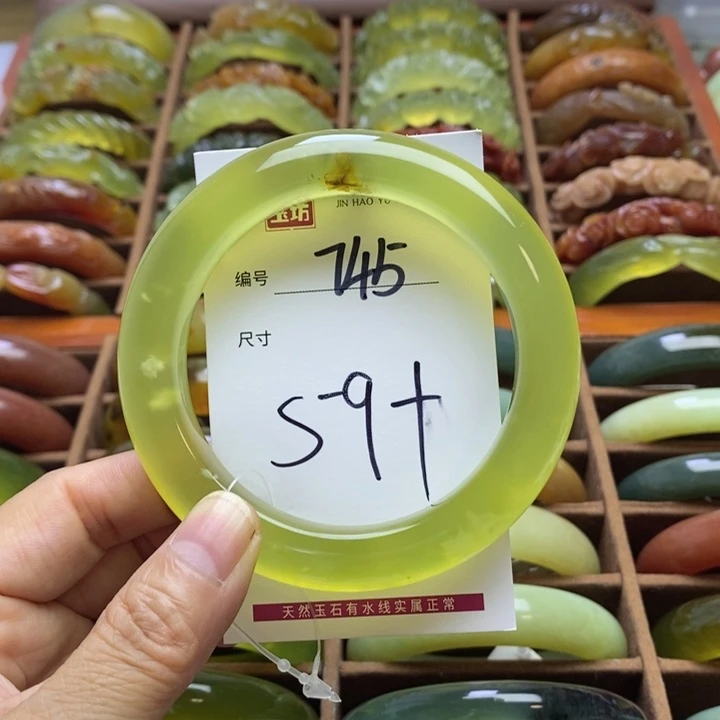 玉坊
JIN HAO YU
编号 745
尺寸
59+
天然玉石有水线实属正常